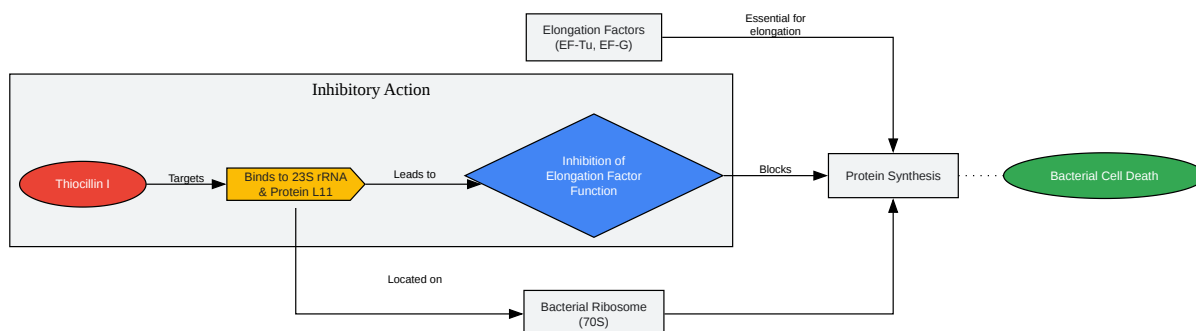 Elongation Factors
(EF-Tu, EF-G)
Essential for
elongation
Inhibitory Action
Thiocillin I
Targets
Binds to 23S rRNA
& Protein L11
Leads to
Inhibition of
Elongation Factor
Function
Blocks
Protein Synthesis
Bacterial Cell Death
Located on
Bacterial Ribosome
(70S)